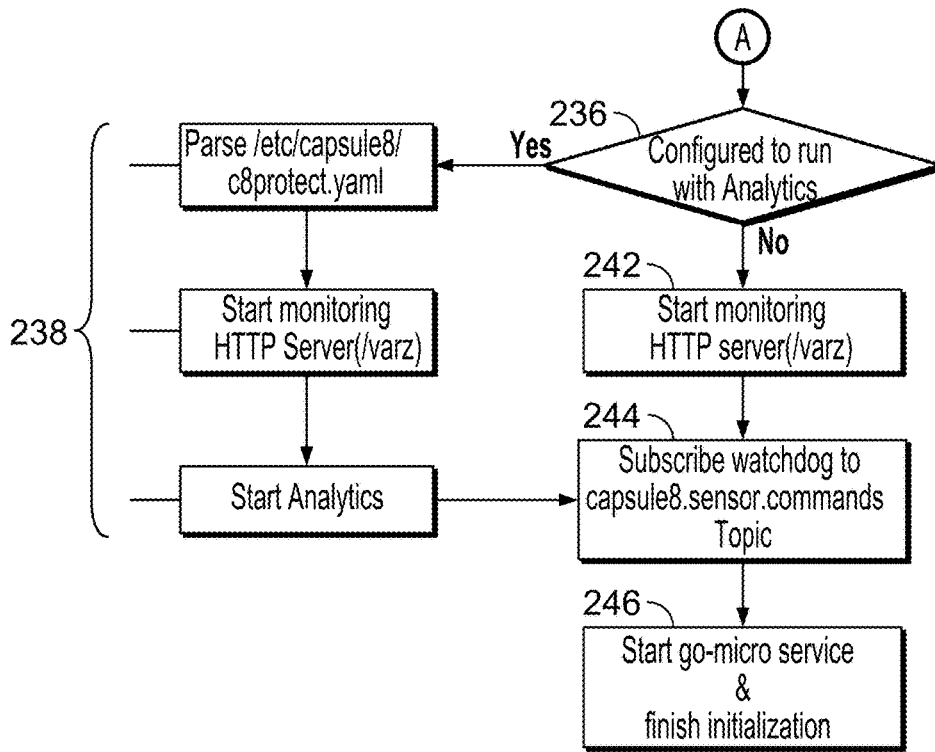 A
236
Yes
Configured to run
with Analytics
No
Parse /etc/capsule8/
c8protect.yaml
238
Start monitoring
HTTP Server(/varz)
Start Analytics
242
Start monitoring
HTTP server(/varz)
244
Subscribe watchdog to
capsule8.sensor.commands
Topic
246
Start go-micro service
&
finish initialization